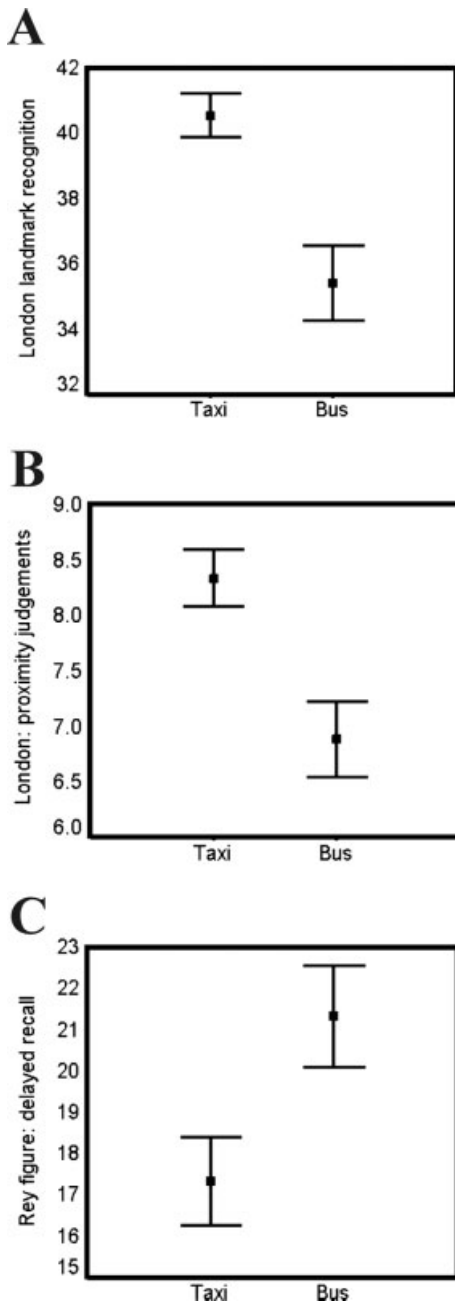 A
London landmark recognition
42
40
38
36
34
32
Taxi Bus
B
London: proximity judgements
9.0
8.5
8.0
7.5
7.0
6.5
6.0
Taxi Bus
C
Rey figure: delayed recall
23
22
21
20
19
18
17
16
15
Taxi Bus